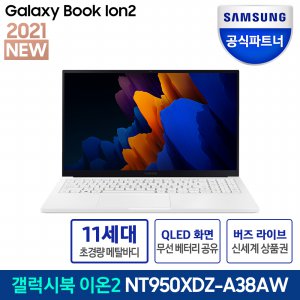 Galaxy Book Ion2
2021
NEW
SAMSUNG
공식파트너
11세대
초경량 메탈바디
QLED 화면
무선 배터리 공유
버즈 라이브
신세계 상품권
갤럭시북 이온2 NT950XDZ-A38AW